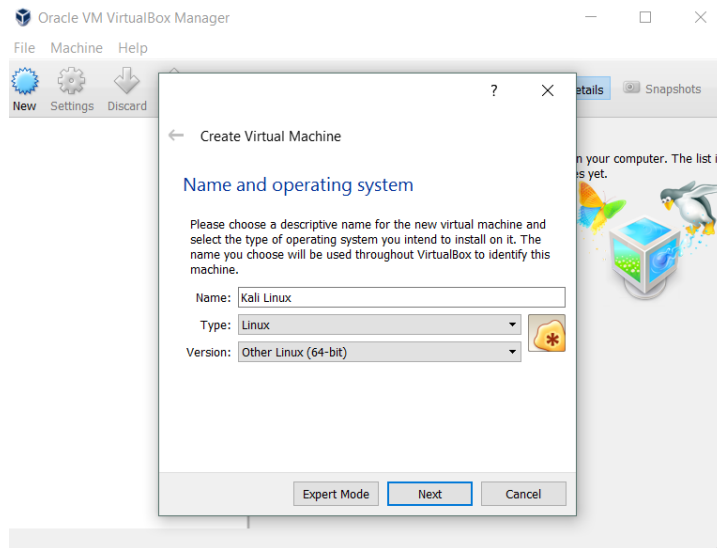 Oracle VM VirtualBox Manager
File Machine Help
New Settings Discard
etails Snapshots
? ×
← Create Virtual Machine
n your computer. The list i
es yet.
Name and operating system
Please choose a descriptive name for the new virtual machine and
select the type of operating system you intend to install on it. The
name you choose will be used throughout VirtualBox to identify this
machine.
Name: Kali Linux
Type: Linux
Version: Other Linux (64-bit)
Expert Mode Next Cancel